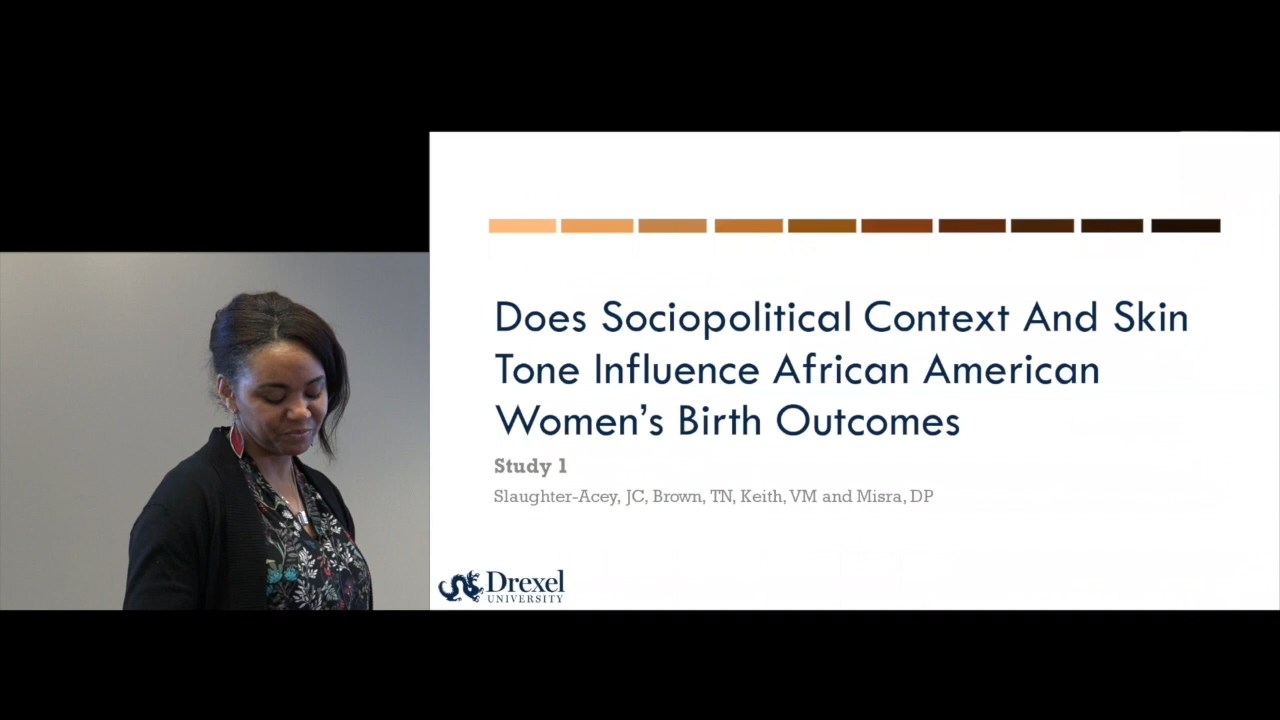 Does Sociopolitical Context And Skin
Tone Influence African American
Women's Birth Outcomes
Study 1
Slaughter-Acey, JC, Brown, TN, Keith, VM and Misra, DP
Drexel
UNIVERSITY